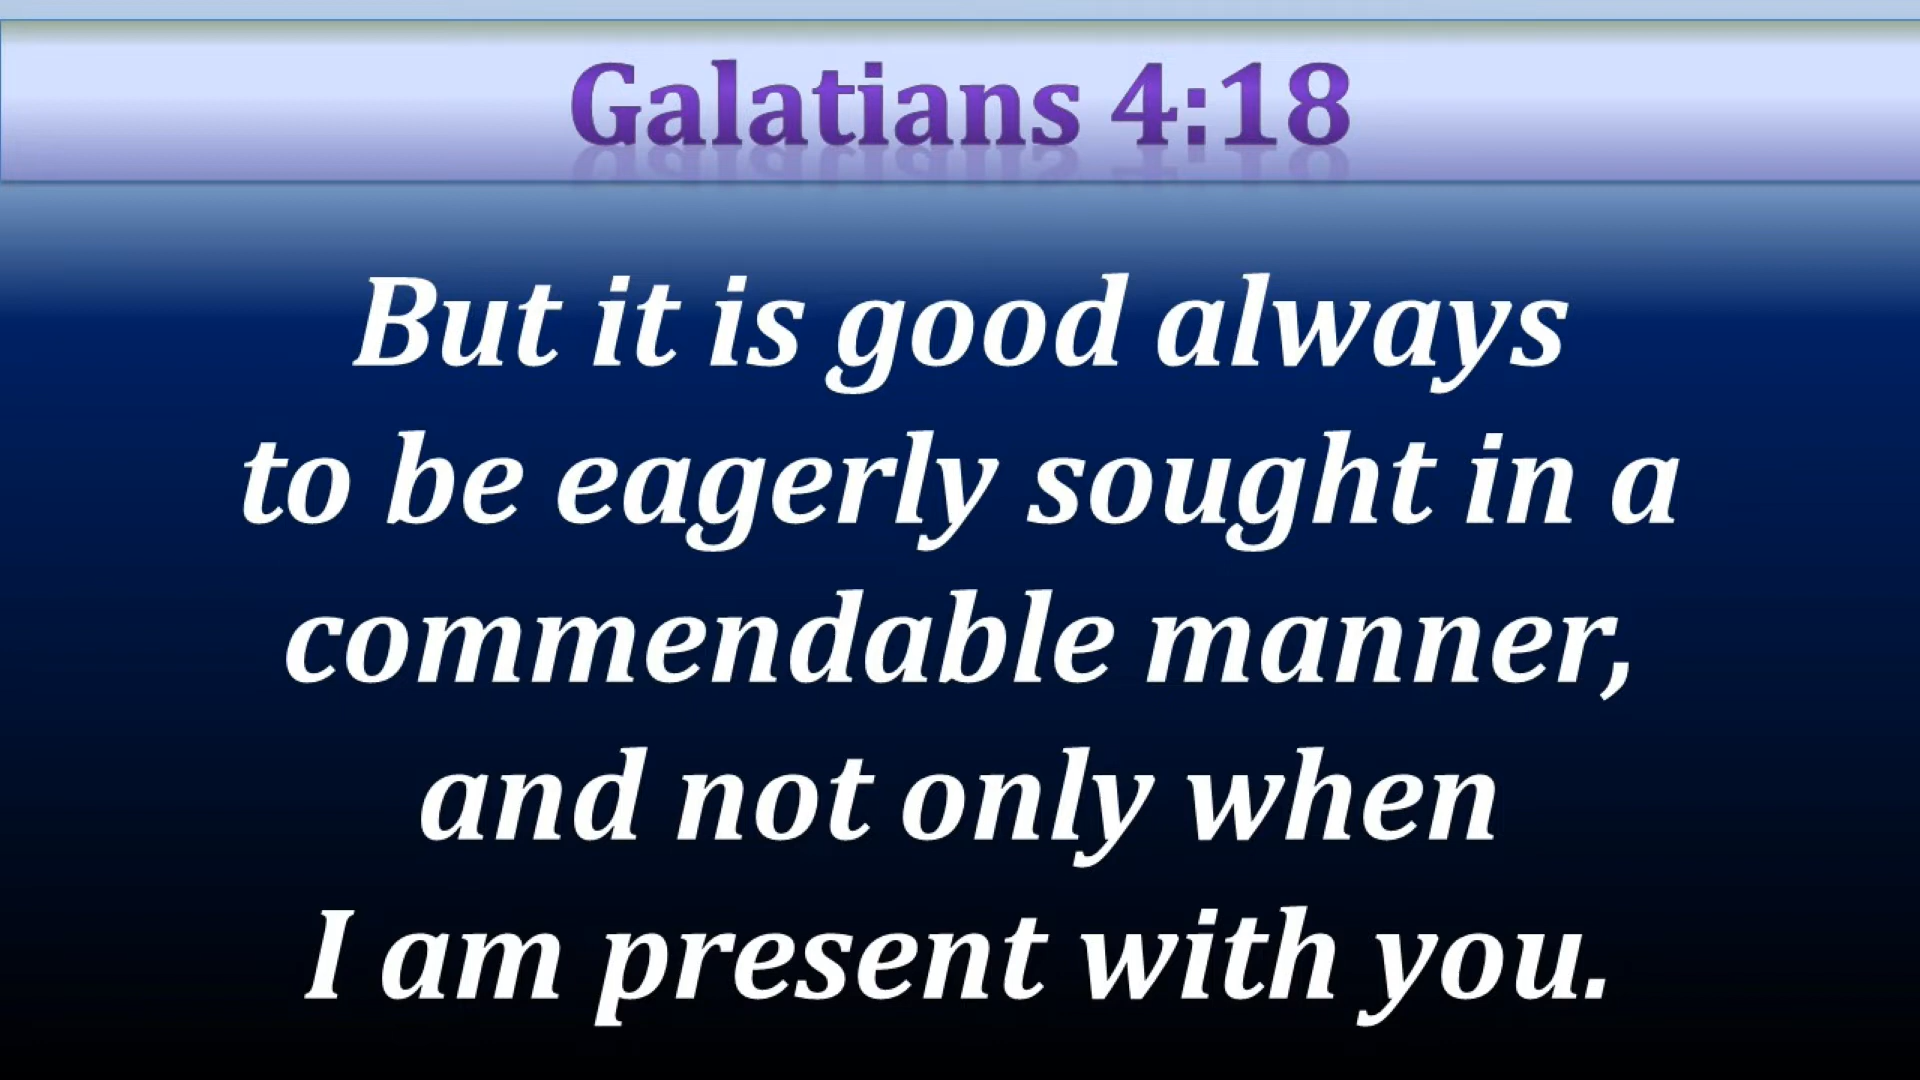 Galatians 4:18
But it is good always
to be eagerly sought in a
commendable manner,
and not only when
I am present with you.